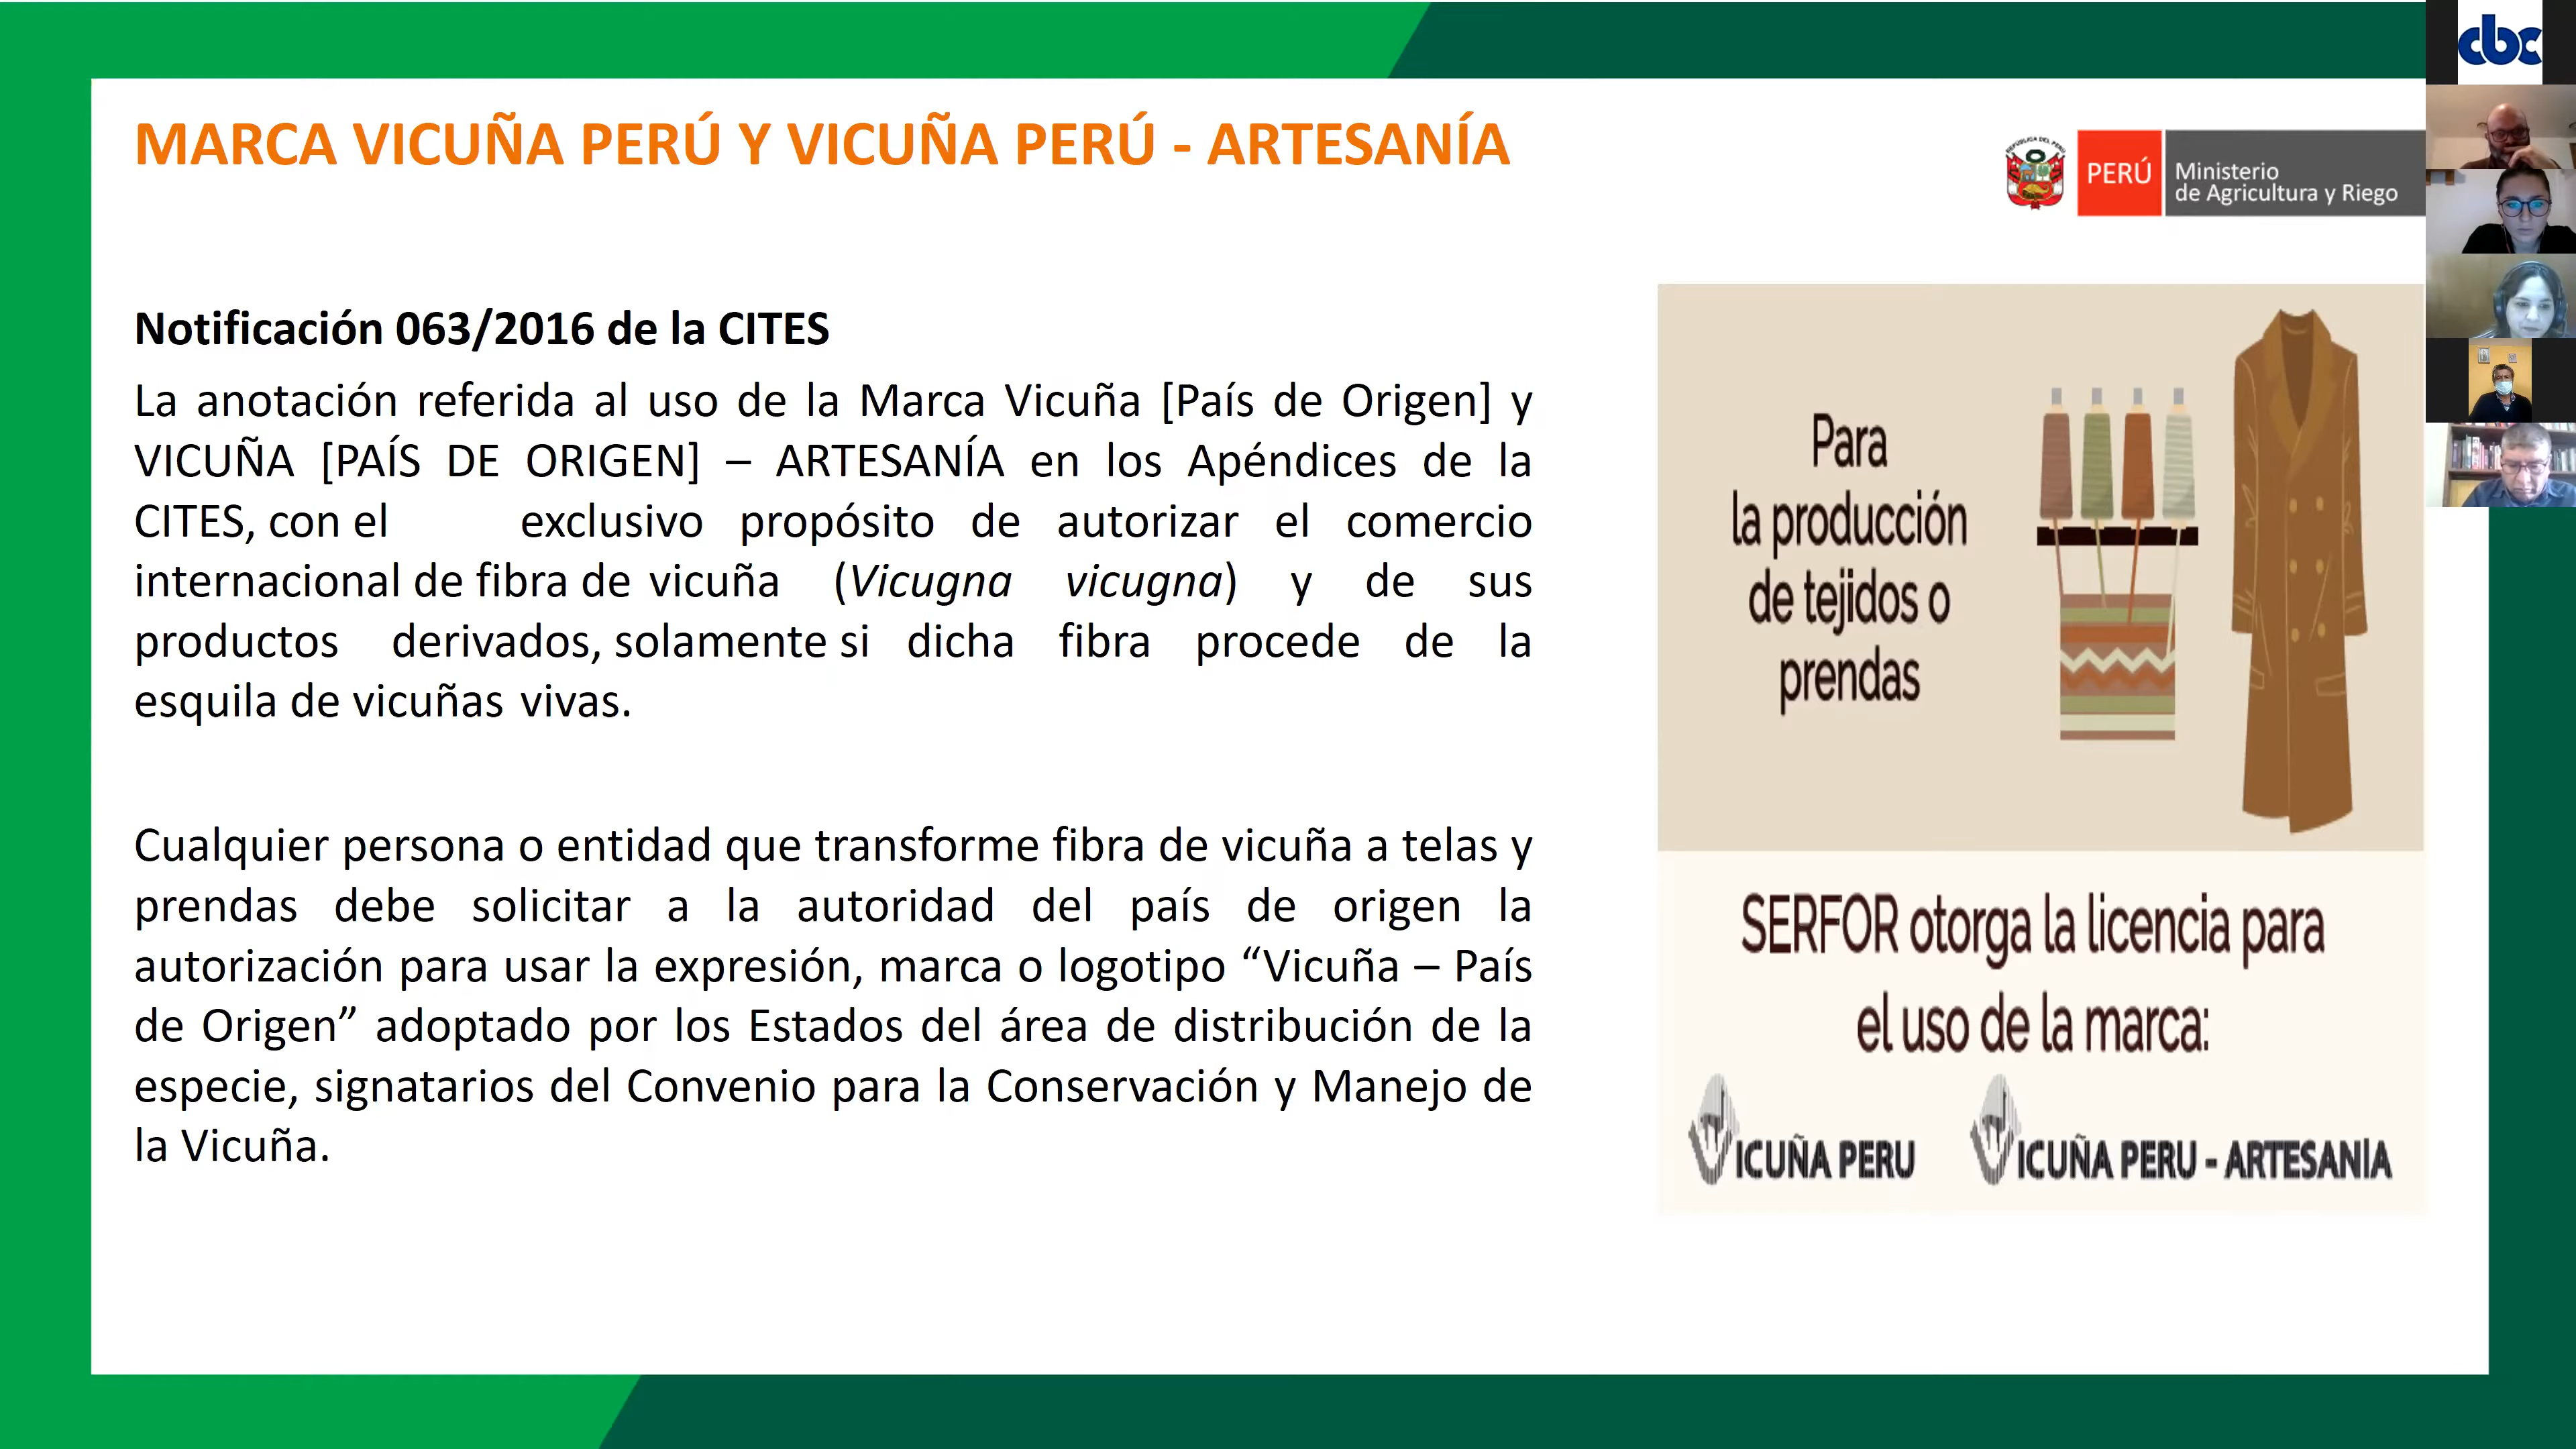 MARCA VICUÑA PERÚ Y VICUÑA PERÚ - ARTESANÍA
cbc
REPUBLICA DEL PERU
PERÚ
Ministerio
de Agricultura y Riego
Notificación 063/2016 de la CITES
La anotación referida al uso de la Marca Vicuña [País de Origen] y
VICUÑA [PAÍS DE ORIGEN] – ARTESANÍA en los Apéndices de la
CITES, con el exclusivo propósito de autorizar el comercio
internacional de fibra de vicuña (Vicugna vicugna) y de sus
productos derivados, solamente si dicha fibra procede de la
esquila de vicuñas vivas.
Cualquier persona o entidad que transforme fibra de vicuña a telas y
prendas debe solicitar a la autoridad del país de origen la
autorización para usar la expresión, marca o logotipo “Vicuña – País
de Origen” adoptado por los Estados del área de distribución de la
especie, signatarios del Convenio para la Conservación y Manejo de
la Vicuña.
Para
la producción
de tejidos o
prendas
SERFOR otorga la licencia para
el uso de la marca:
VICUÑA PERU
VICUÑA PERU - ARTESANÍA